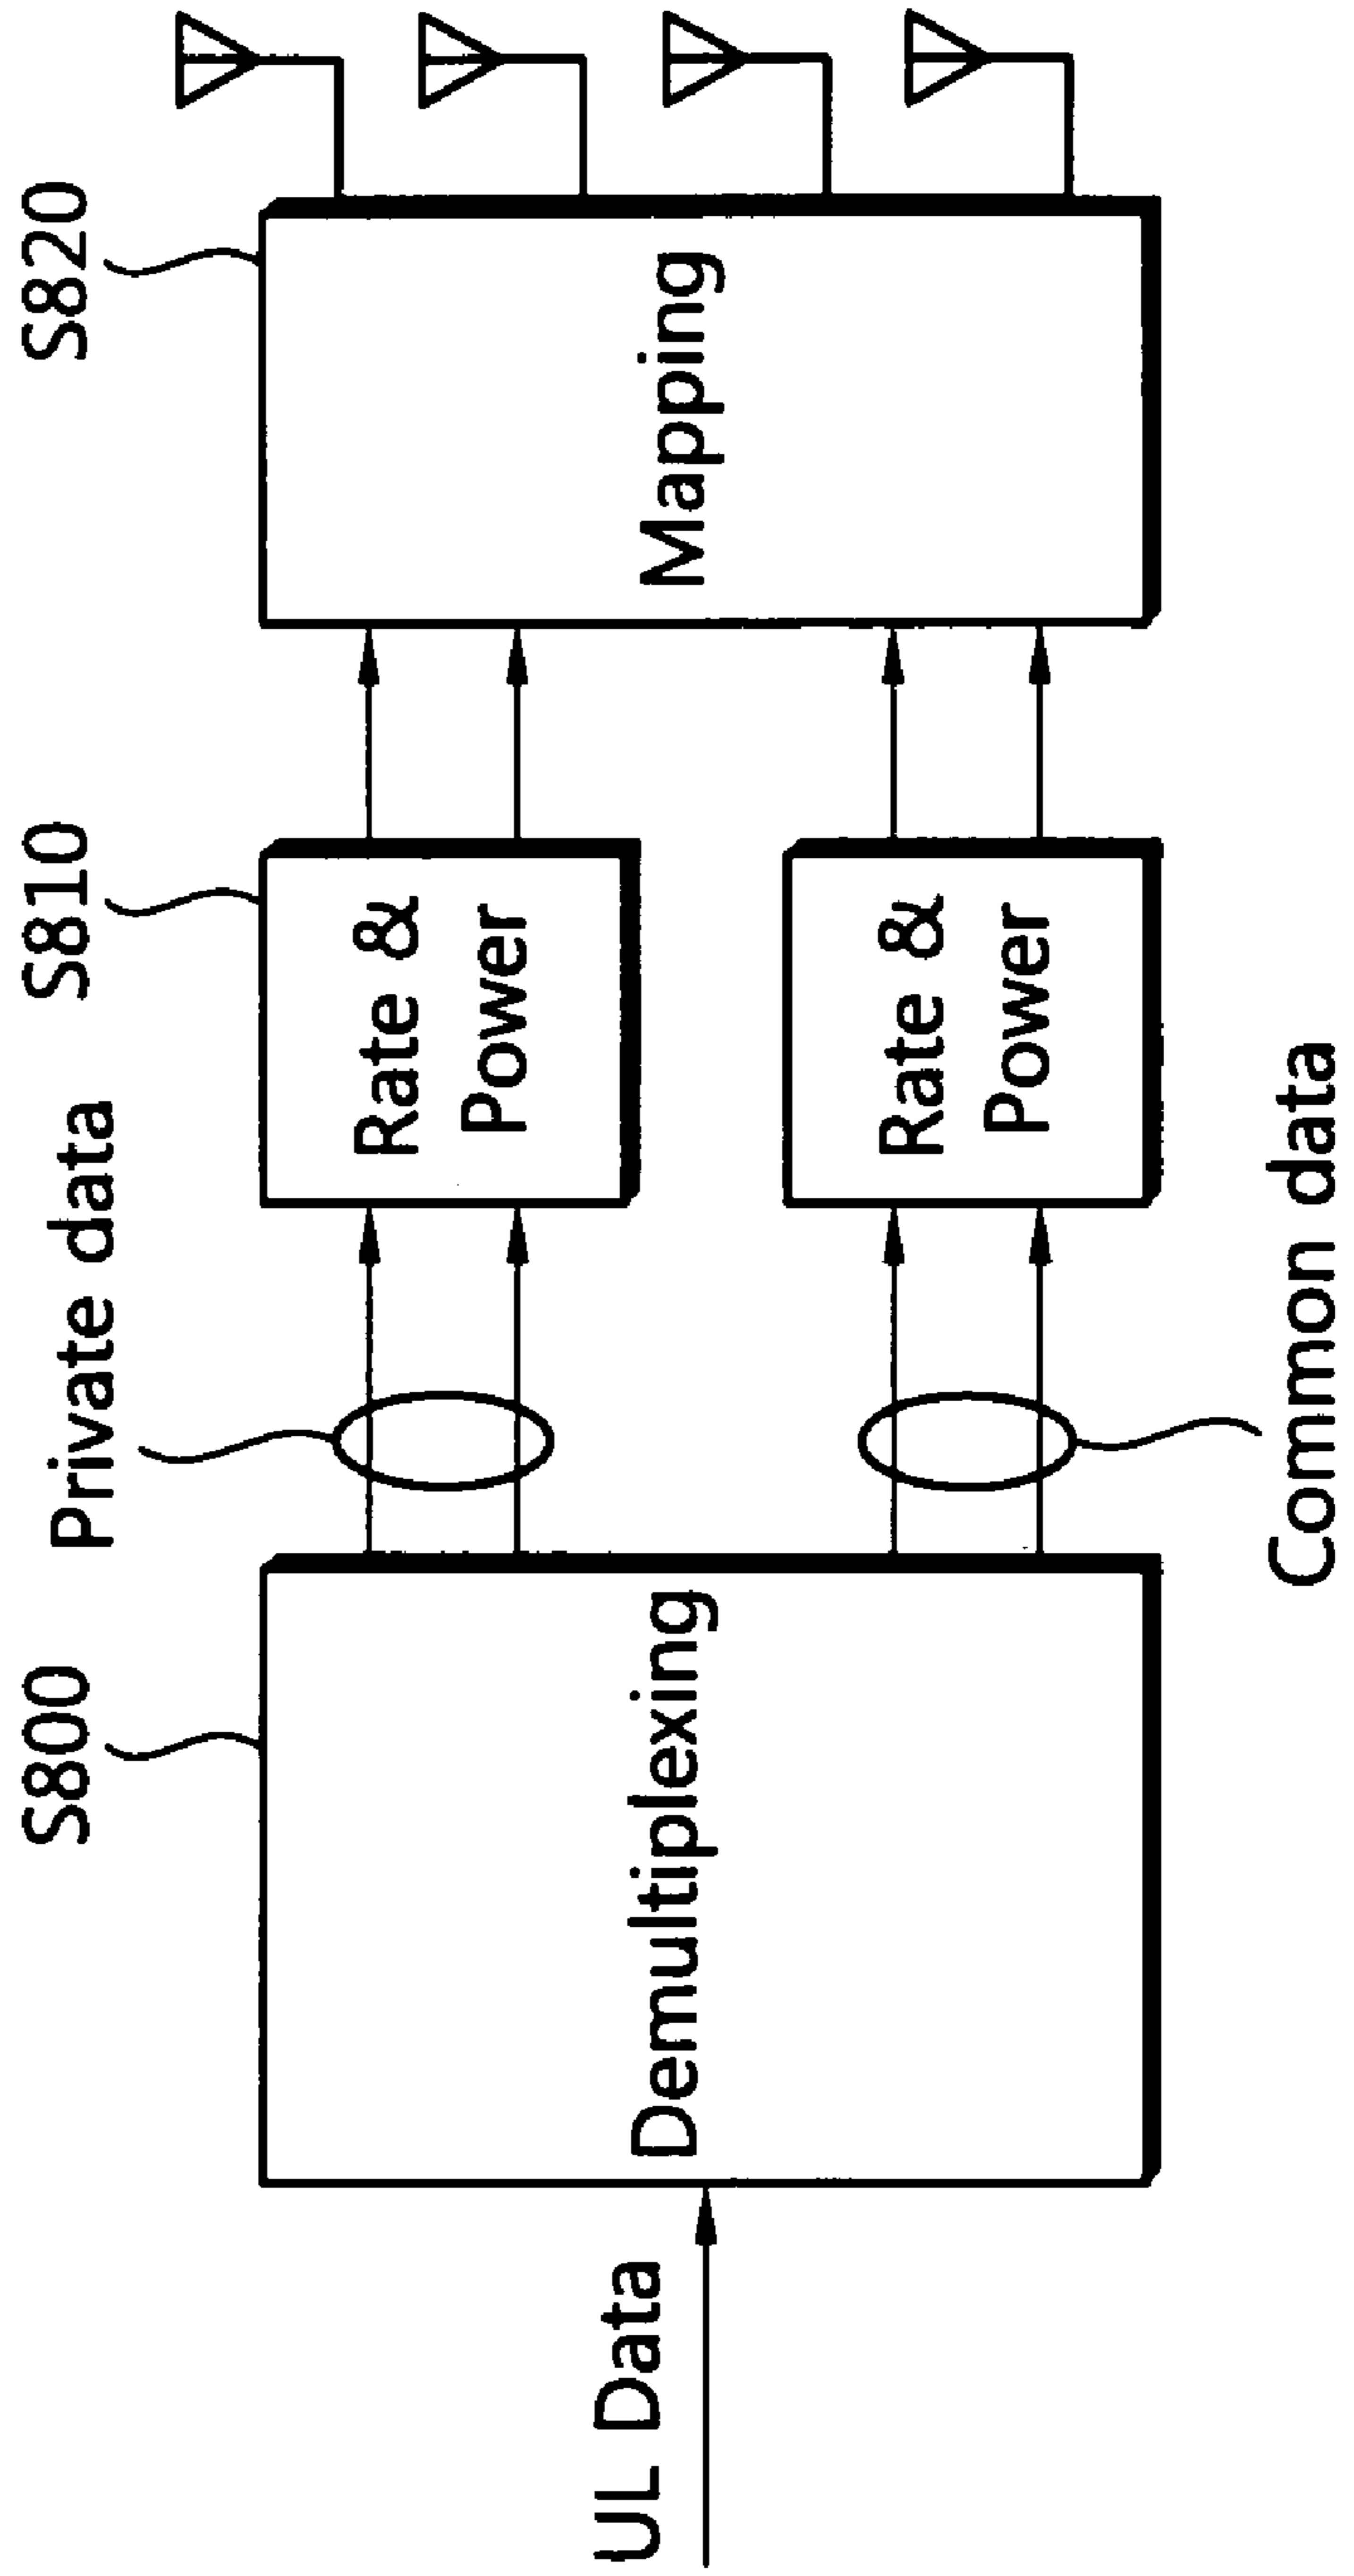 S800
S810
S820
Private data
UL Data
Demultiplexing
Rate &
Power
Rate &
Power
Mapping
Common data